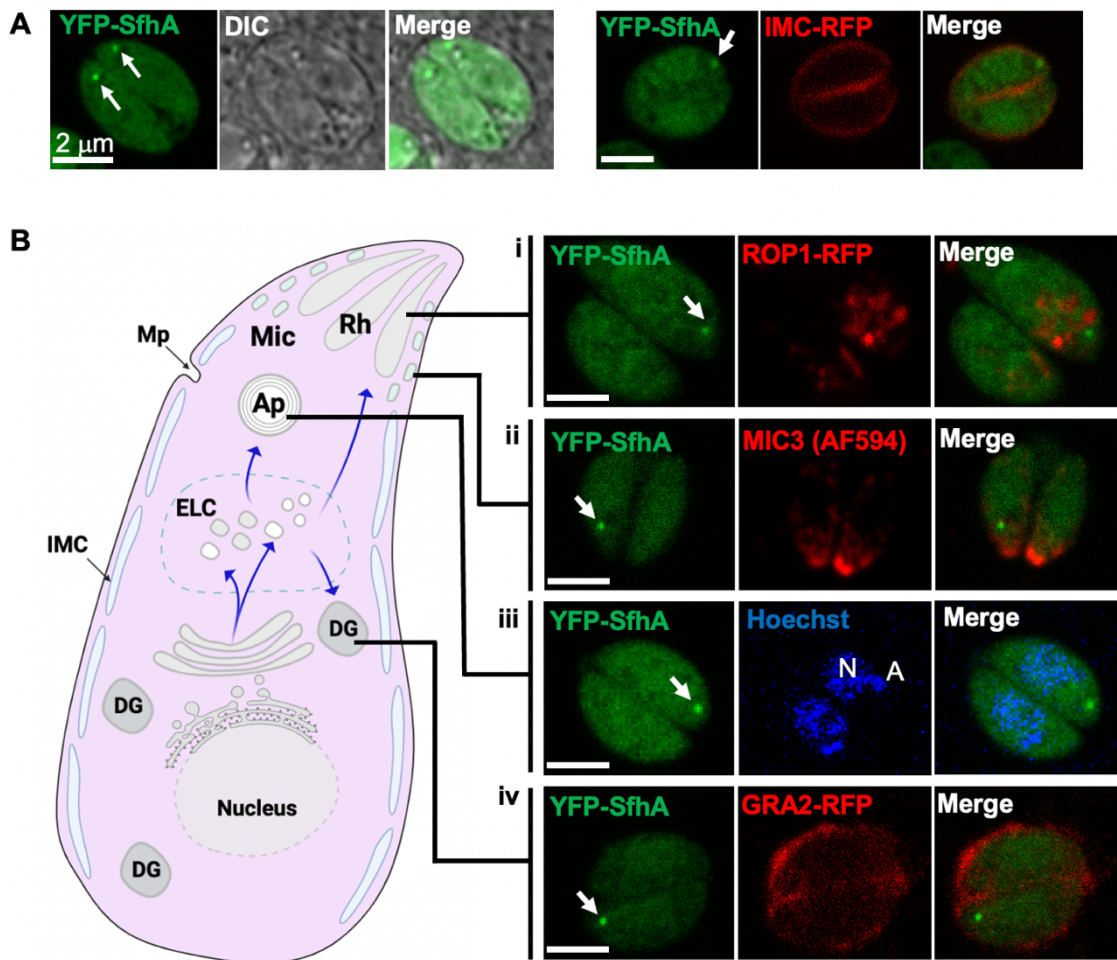 A
YFP-SfhA
DIC
Merge
YFP-SfhA
IMC-RFP
Merge
2 μm
B
i
YFP-SfhA
ROP1-RFP
Merge
Mp
Mic
Rh
Ap
ii
YFP-SfhA
MIC3 (AF594)
Merge
ELC
IMC
iii
YFP-SfhA
Hoechst
Merge
N
A
DG
DG
Nucleus
iv
YFP-SfhA
GRA2-RFP
Merge
DG